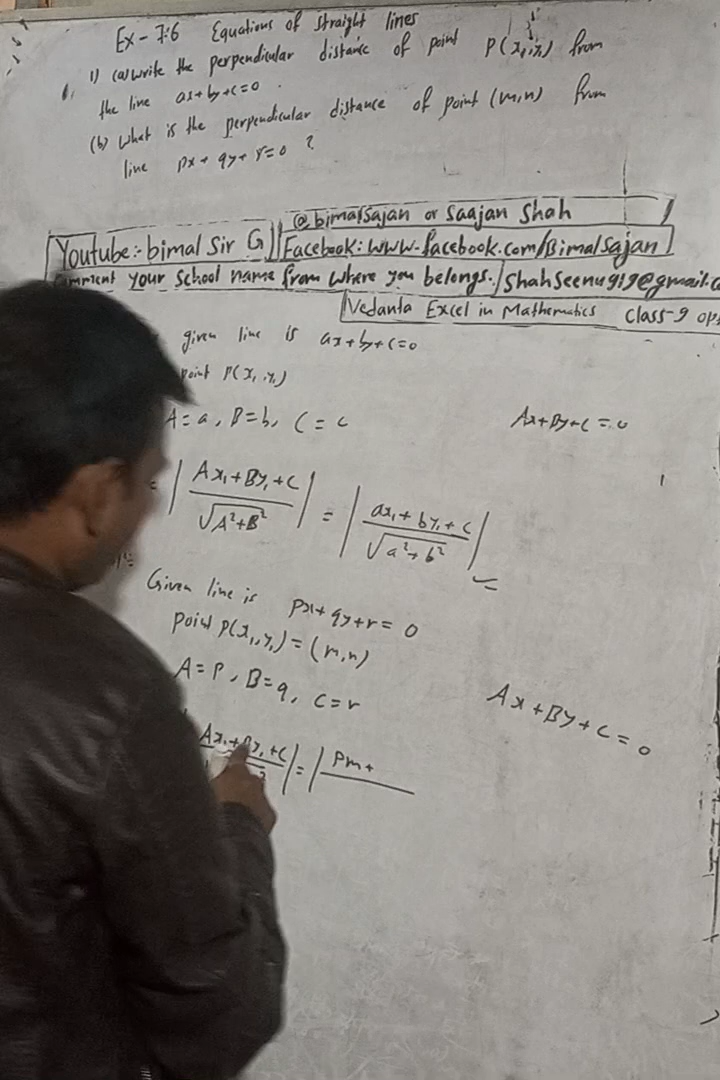 Ex - 7.6 Equations of straight lines
1) (a) write the perpendicular distance of point P(x₁,y₁) from
the line ax+by+c=0.
(b) What is the perpendicular distance of point (m,n) from
line px + qy + r=0 ?
@bimalsajan or Saajan Shah
Youtube:- bimal Sir G
Facebook: www.facebook.com/Bimalsajan
comment your School name from where you belongs. / Shahseenu919@gmail.c
Vedanta Excel in Mathematics Class-9 op
given line is ax+by+c=0
point P(x₁,y₁)
A=a, B=b, C=c
Ax+By+C=0
= |Ax₁+By₁+C / √A²+B²| = |ax₁+by₁+c / √a²+b²|
Given line is px+qy+r=0
point P(x₁,y₁)=(m,n)
A=P, B=q, C=r
Ax+By+C=0
Ax₁+By₁+C | = | Pm+